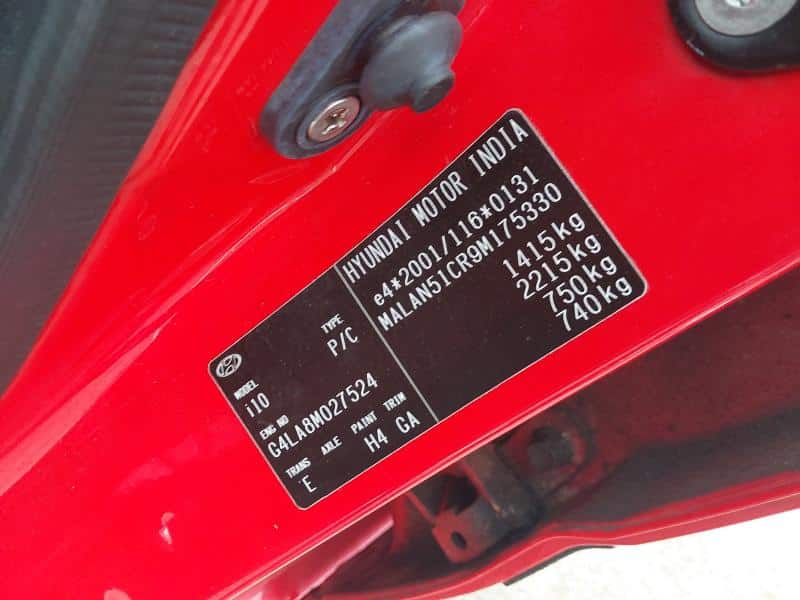 HYUNDAI MOTOR INDIA
e4*2001/116*0131
MALAN51CR9M175330
1415kg
2215kg
750kg
740kg
MODEL TYPE
i10 P/C
ENG NO
G4LA8M027524
TRANS AXLE PAINT TRIM
E H4 GA